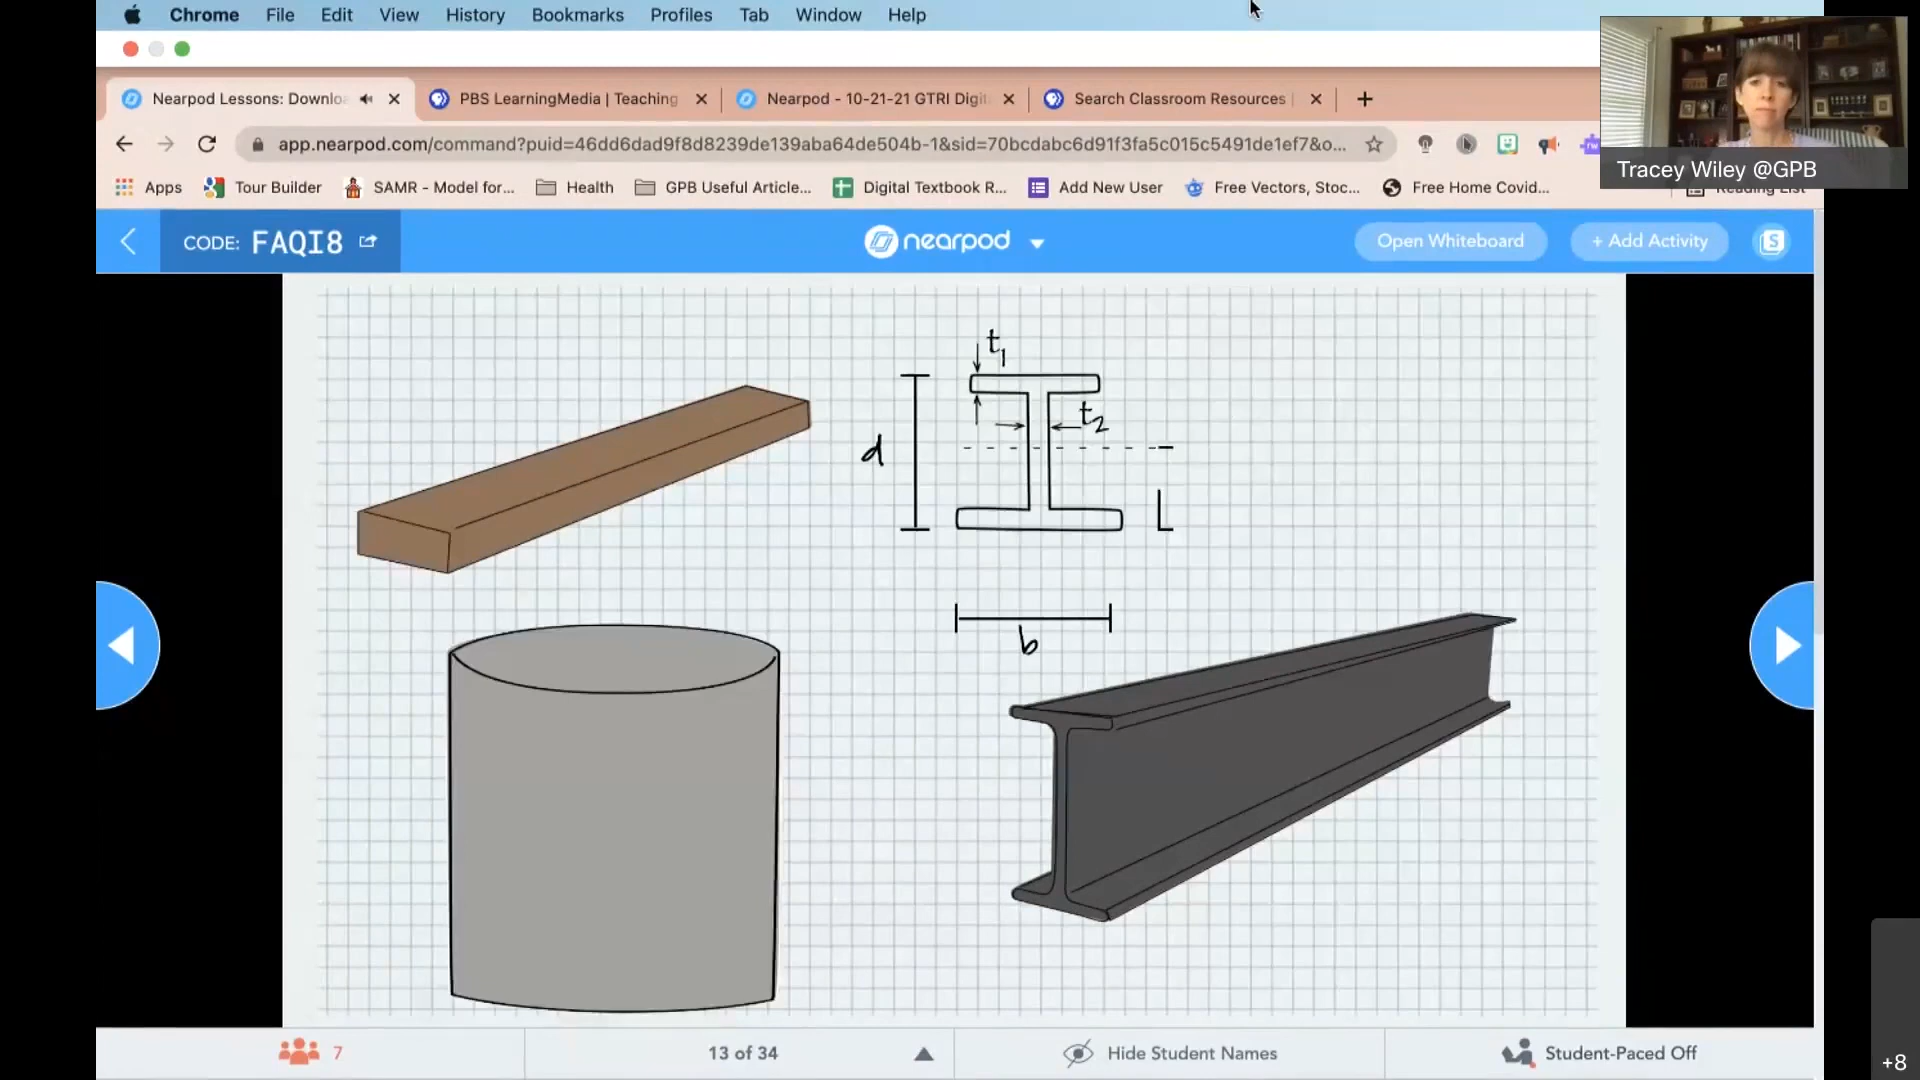 Chrome File Edit View History Bookmarks Profiles Tab Window Help
Nearpod Lessons: Downlo
PBS LearningMedia | Teaching
Nearpod - 10-21-21 GTRI Digit
Search Classroom Resources |
app.nearpod.com/command?puid=46dd6dad9f8d8239de139aba64de504b-1&sid=70bcdabc6d91f3fa5c015c5491de1ef7&o...
Tracey Wiley @GPB
Apps Tour Builder SAMR - Model for... Health GPB Useful Article... Digital Textbook R... Add New User Free Vectors, Stoc... Free Home Covid... Reading List
CODE: FAQI8
nearpod
Open Whiteboard
+ Add Activity
S
t1
t2
d
b
7
13 of 34
Hide Student Names
Student-Paced Off
+8